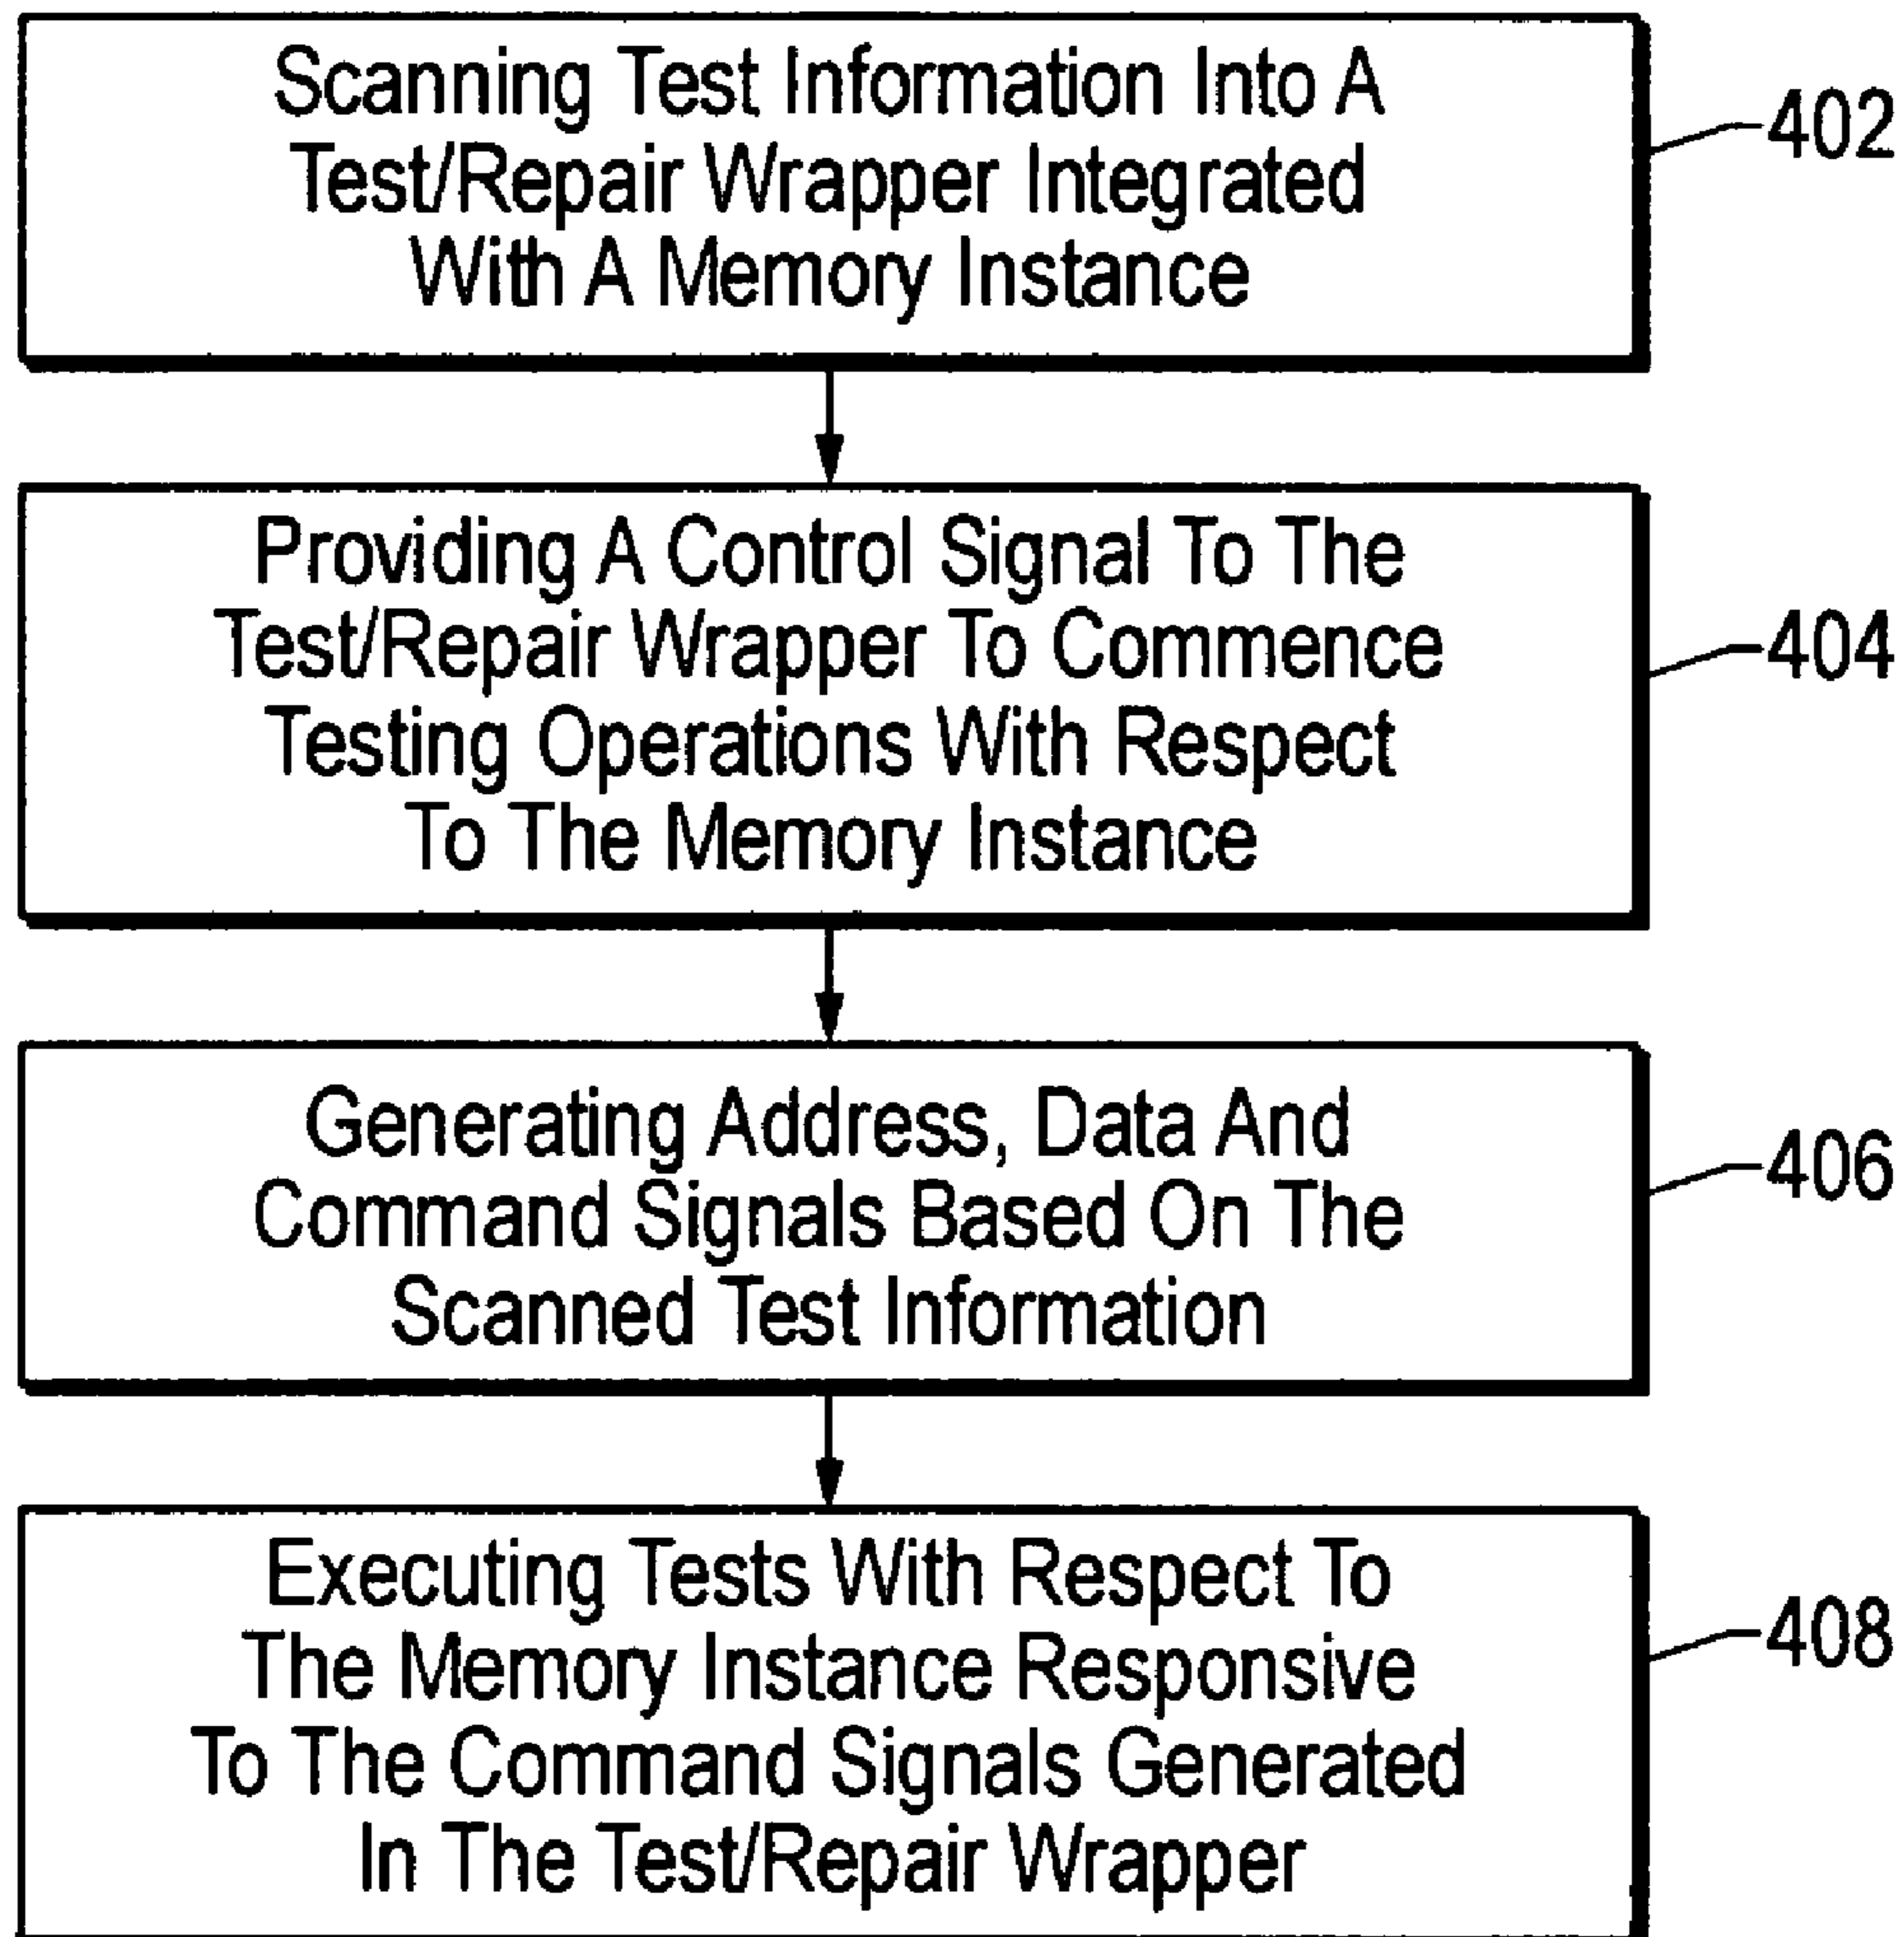 Scanning Test Information Into A
Test/Repair Wrapper Integrated
With A Memory Instance
402
Providing A Control Signal To The
Test/Repair Wrapper To Commence
Testing Operations With Respect
To The Memory Instance
404
Generating Address, Data And
Command Signals Based On The
Scanned Test Information
406
Executing Tests With Respect To
The Memory Instance Responsive
To The Command Signals Generated
In The Test/Repair Wrapper
408